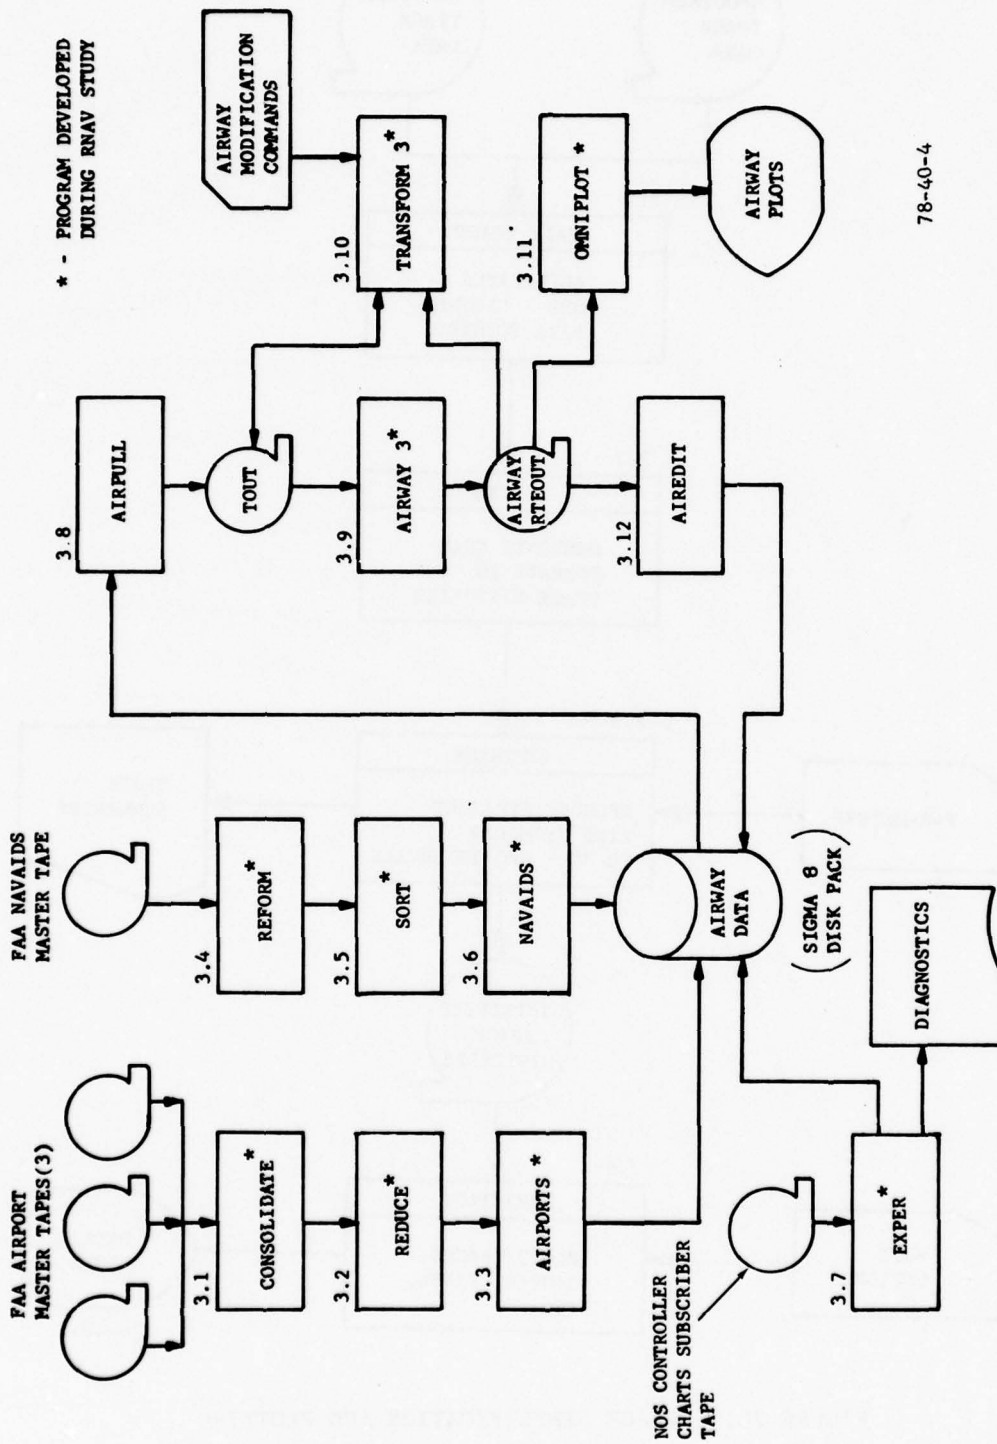 FAA AIRPORT
MASTER TAPES(3)
3.1
CONSOLIDATE*
3.2
REDUCE*
3.3
AIRPORTS*
NOS CONTROLLER
CHARTS SUBSCRIBER
TAPE
3.7
EXPER*
DIAGNOSTICS
FAA NAVAIDS
MASTER TAPE
3.4
REFORM*
3.5
SORT*
3.6
NAVAIDS*
AIRWAY
DATA
(SIGMA 8
DISK PACK)
3.8
AIRPULL
TOUT
3.9
AIRWAY 3*
AIRWAY
RTEOUT
3.12
AIREDIT
* - PROGRAM DEVELOPED
DURING RNAV STUDY
AIRWAY
MODIFICATION
COMMANDS
3.10
TRANSFORM 3*
3.11
OMNIPLOT *
AIRWAY
PLOTS
78-40-4